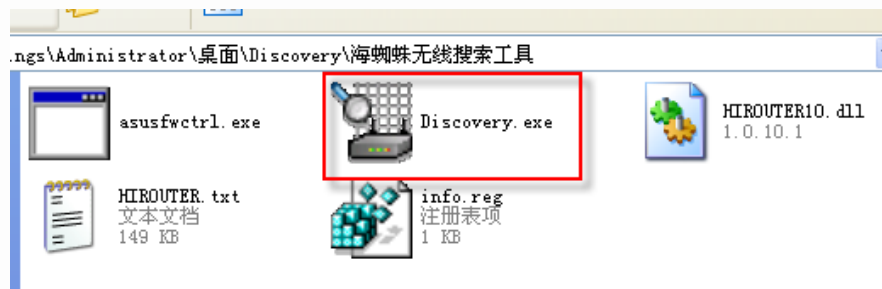 .ngs\Administrator\桌面\Discovery\海蜘蛛无线搜索工具
asusfwctrl.exe
Discovery.exe
HIROUTER10.dll
1.0.10.1
HIROUTER.txt
文本文档
149 KB
info.reg
注册表项
1 KB